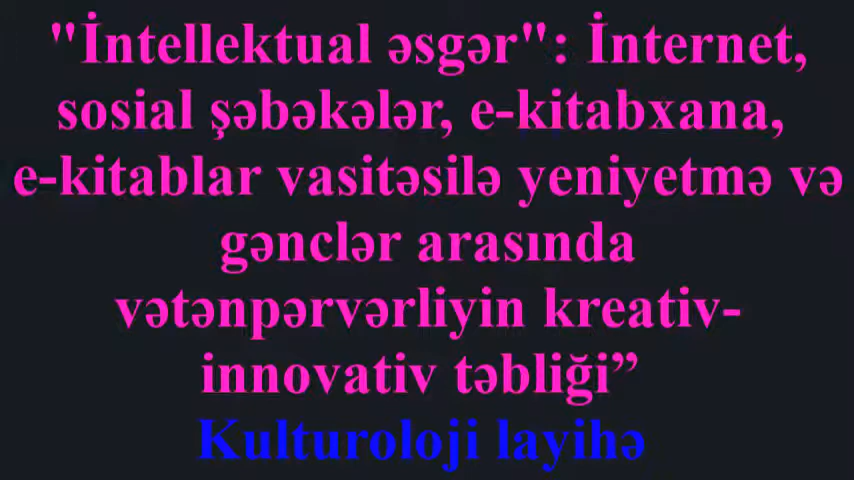 "İntellektual əsgər": İnternet,
sosial şəbəkələr, e-kitabxana,
e-kitablar vasitəsilə yeniyetmə və
gənclər arasında
vətənpərvərliyin kreativ-
innovativ təbliği”
Kulturoloji layihə